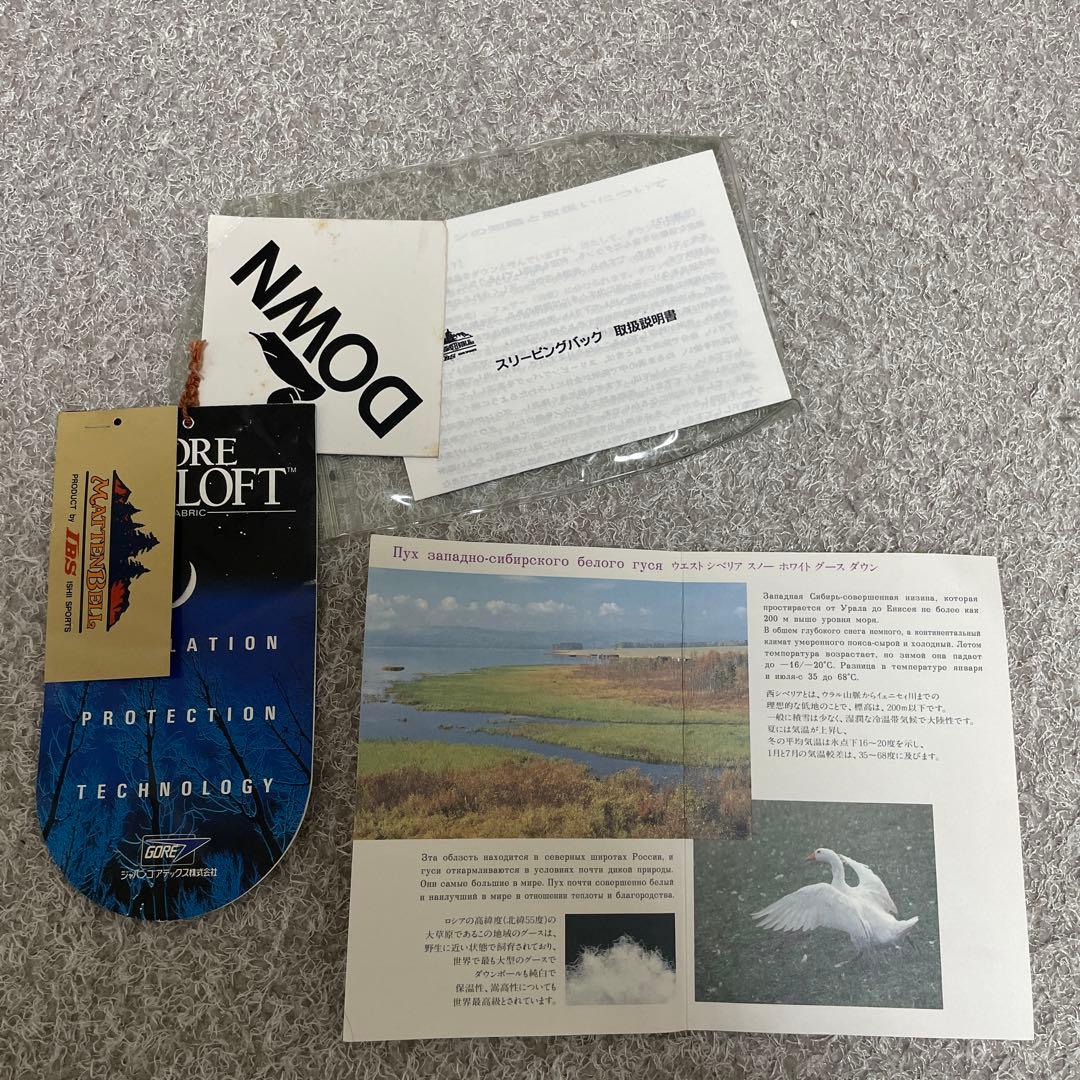 DOWN
スリーピングバック 取扱説明書
ORE
LOFT™
ABRIC
MATTENBELL
PRODUCT by IBS ISHII SPORTS
LATION
PROTECTION
TECHNOLOGY
GORE
ジャパンゴアテックス株式会社
Пух западно-сибирского белого гуся ウエスト シベリア スノー ホワイト グース ダウン
Западная Сибирь-совершенная низина, которая
простирается от Урала до Енисея не более как
200 м выше уровня моря.
В общем глубокого снега немного, а континентальный
климат умеренного пояса-сырой и холодный. Летом
температура возрастает, но зимой она падает
до —16/—20°C. Разница в температуре января
и июля-с 35 до 68°C.
西シベリアとは、ウラル山脈からイェニセィ川までの
理想的な低地のことで、標高は、200m以下です。
一般に積雪は少なく、湿潤な冷温帯気候で大陸性です。
夏には気温が上昇し、
冬の平均気温は氷点下16〜20度を示し、
1月と7月の気温較差は、35〜68度に及びます。
Эта облзсть находится в северных широтах России, и
гуси откармливаются в условиях почти дикой природы.
Они самые большие в мире. Пух почти совершенно белый
и наилучший в мире в отношении теплоты и благородства.
ロシアの高緯度(北緯55度)の
大草原であるこの地域のグースは、
野生に近い状態で飼育されており、
世界で最も大型のグースで
ダウンボールも純白で
保温性、嵩高性についても
世界最高級とされています。